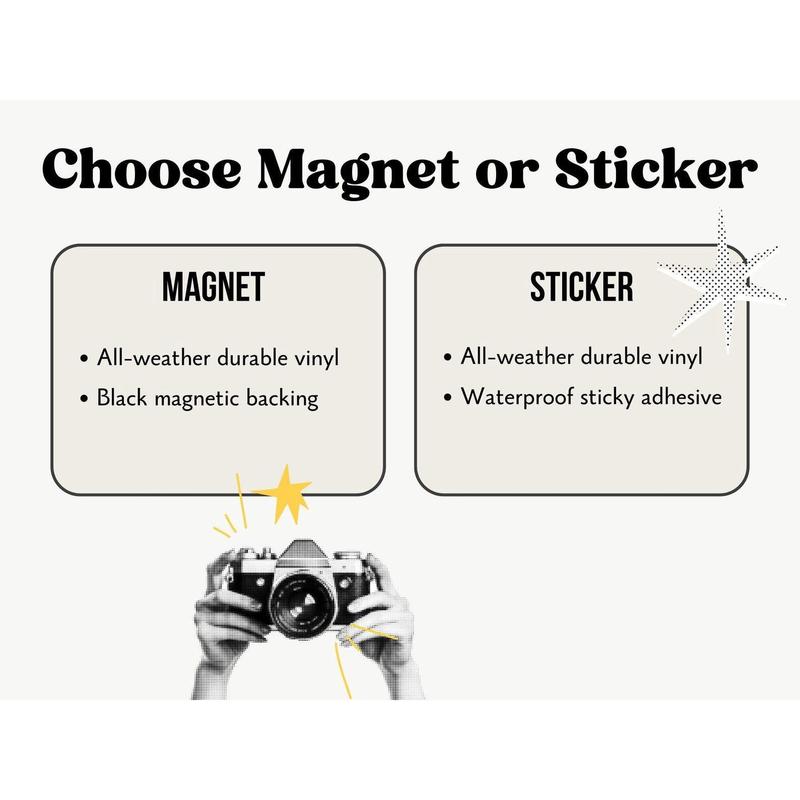 Choose Magnet or Sticker
MAGNET
• All-weather durable vinyl
• Black magnetic backing
STICKER
• All-weather durable vinyl
• Waterproof sticky adhesive